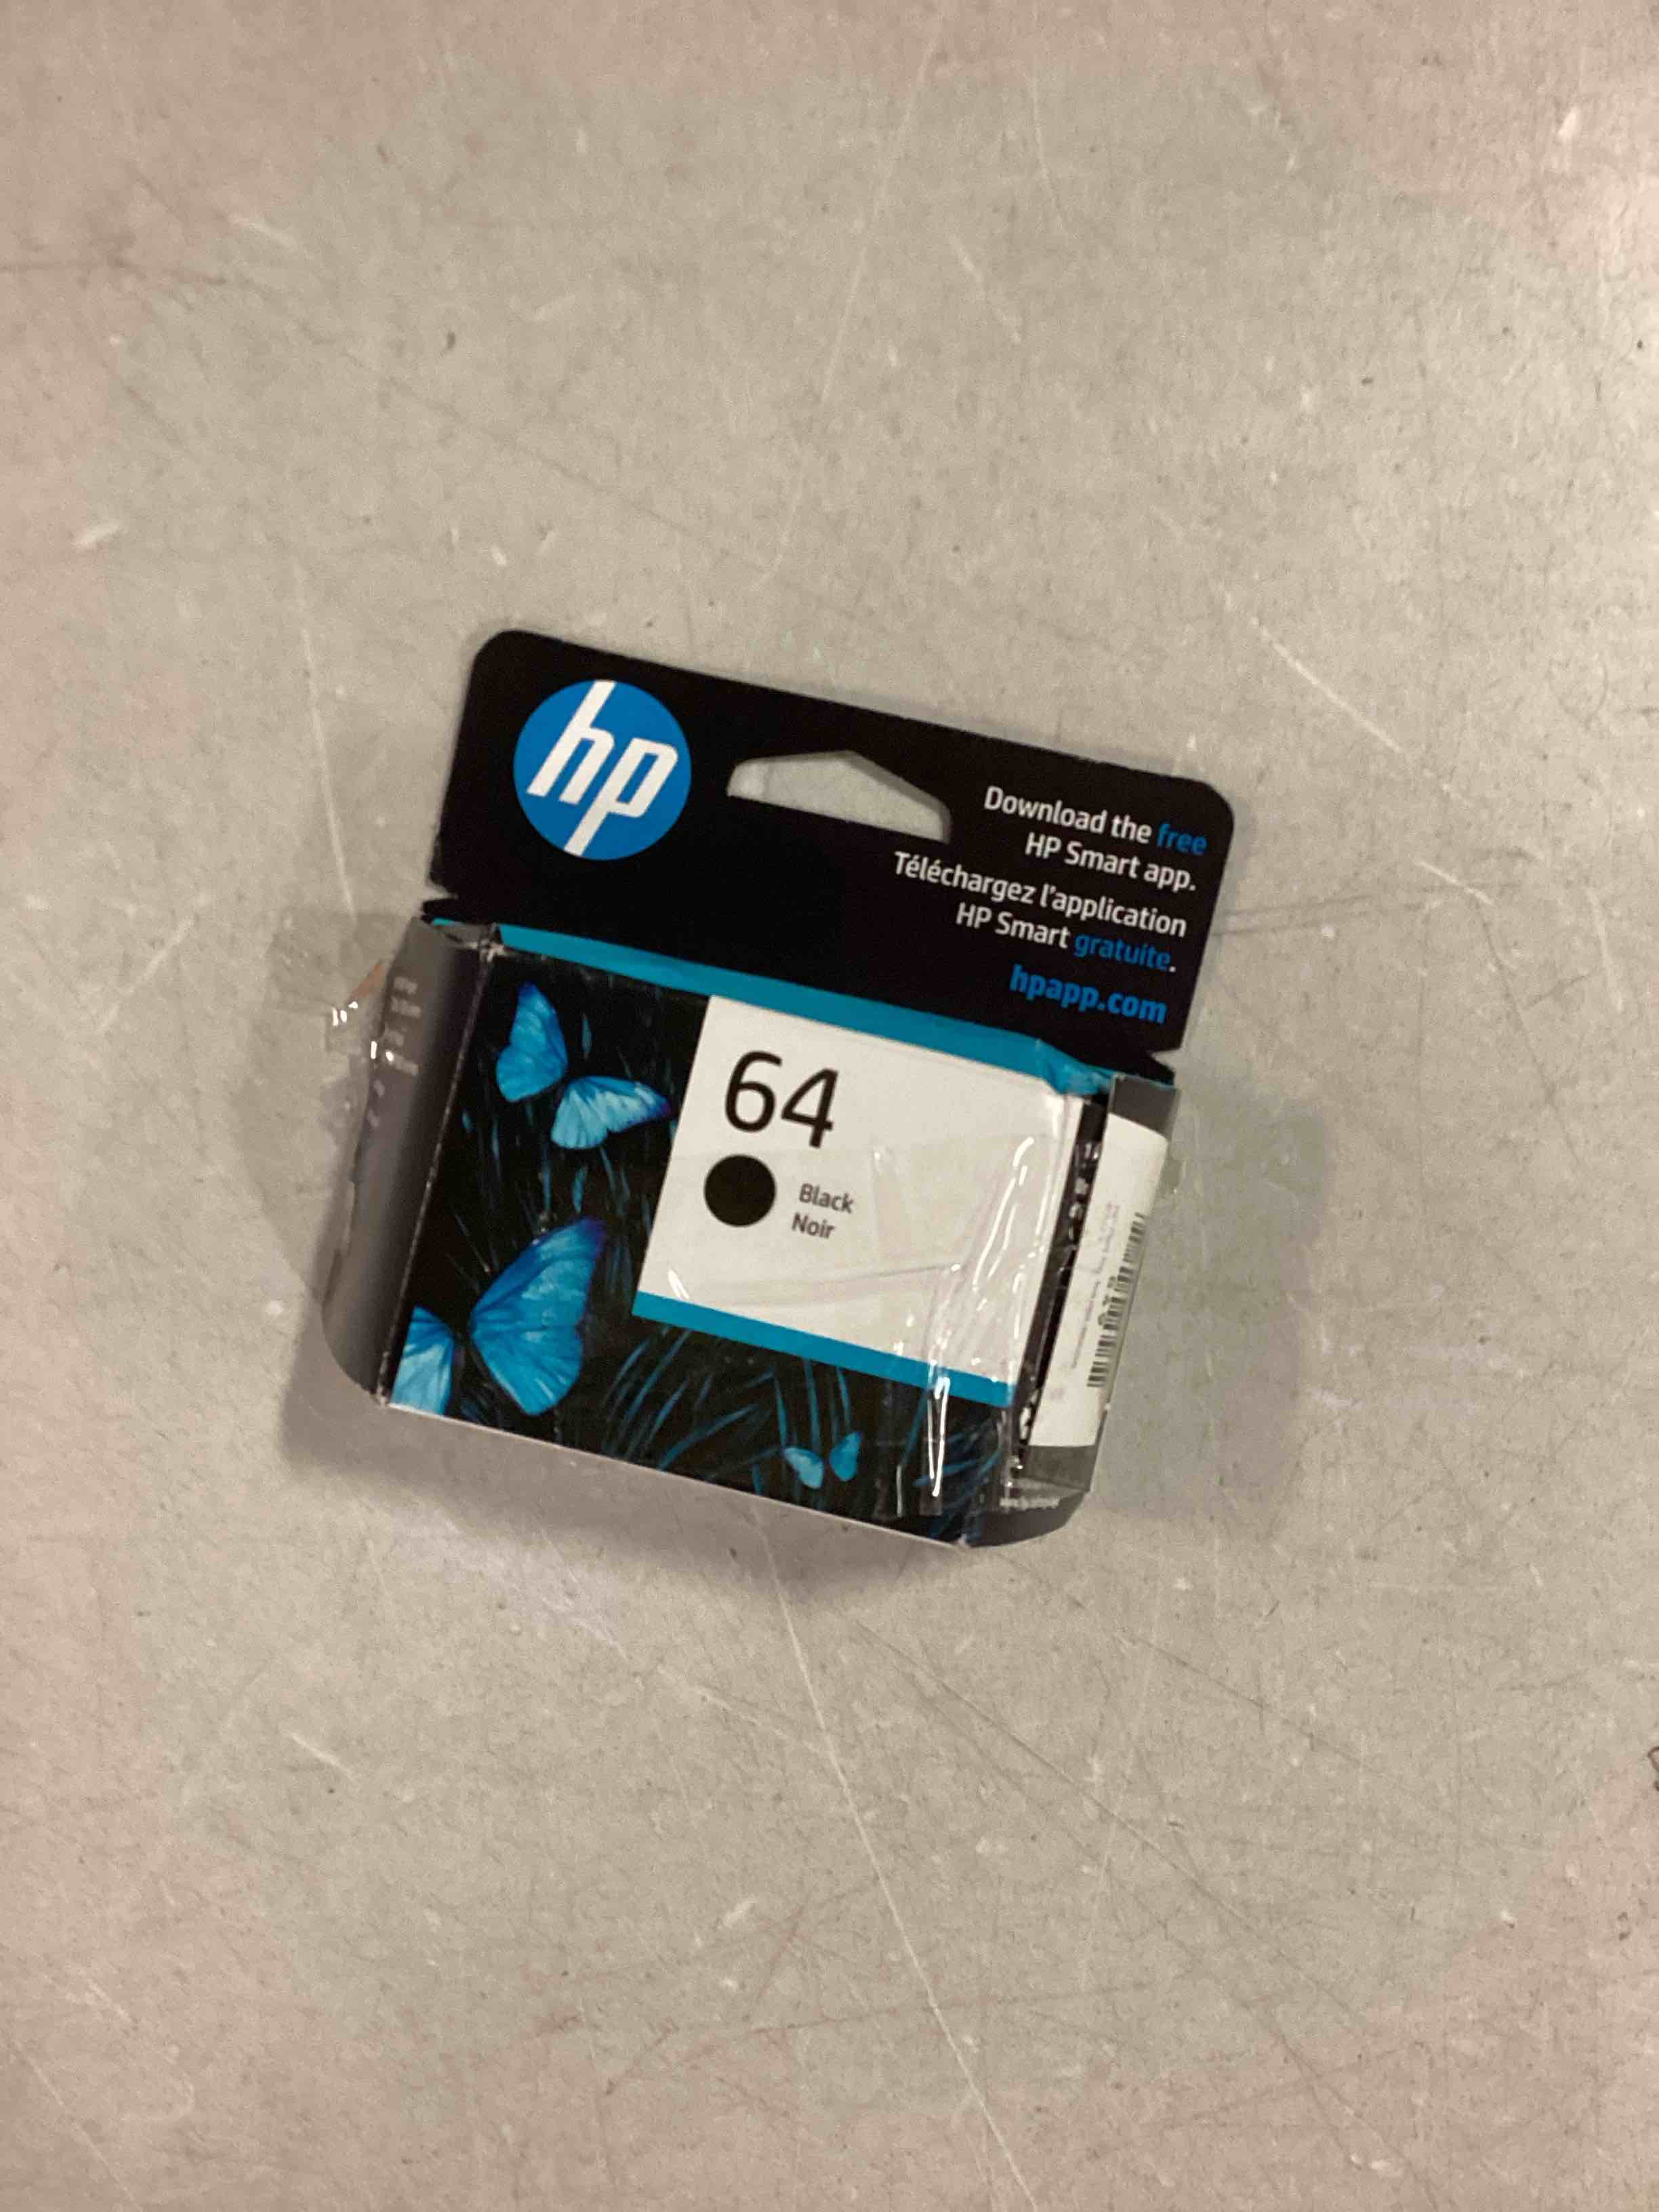 hp
Download the free
HP Smart app.
Téléchargez l'application
HP Smart gratuite.
hpapp.com
64
Black
Noir